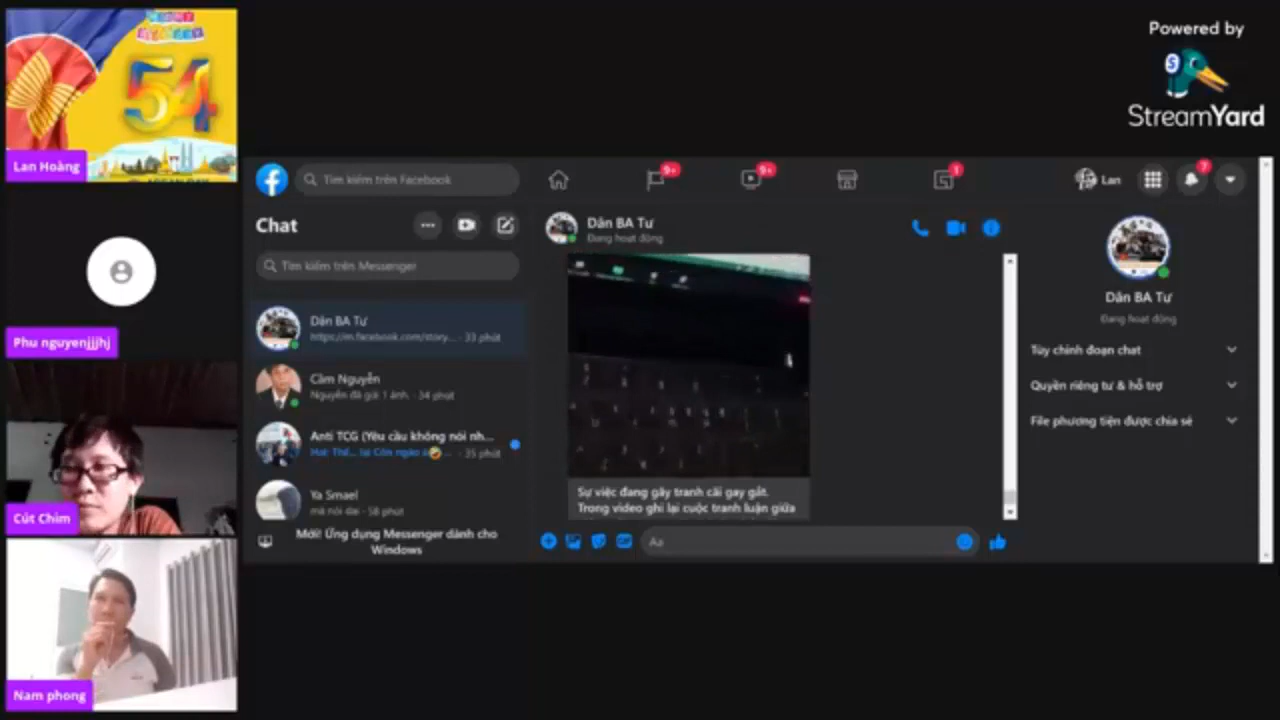 54
Lan Hoàng
Phu nguyenjjjhj
Cút Chim
Nam phong
Powered by
StreamYard
Tìm kiếm trên Facebook
9+
9+
1
Lan
7
Chat
Tìm kiếm trên Messenger
Dân BA Tư
https://m.facebook.com/story... · 33 phút
Cầm Nguyễn
Nguyễn đã gửi 1 ảnh. · 34 phút
Anti TCG (Yêu cầu không nói nh...
35 phút
Ya Smael
58 phút
Mới! Ứng dụng Messenger dành cho
Windows
Dân BA Tư
Đang hoạt động
Sự việc đang gây tranh cãi gay gắt.
Trong video ghi lại cuộc tranh luận giữa
Aa
Dân BA Tư
Đang hoạt động
Tùy chỉnh đoạn chat
Quyền riêng tư & hỗ trợ
File phương tiện được chia sẻ